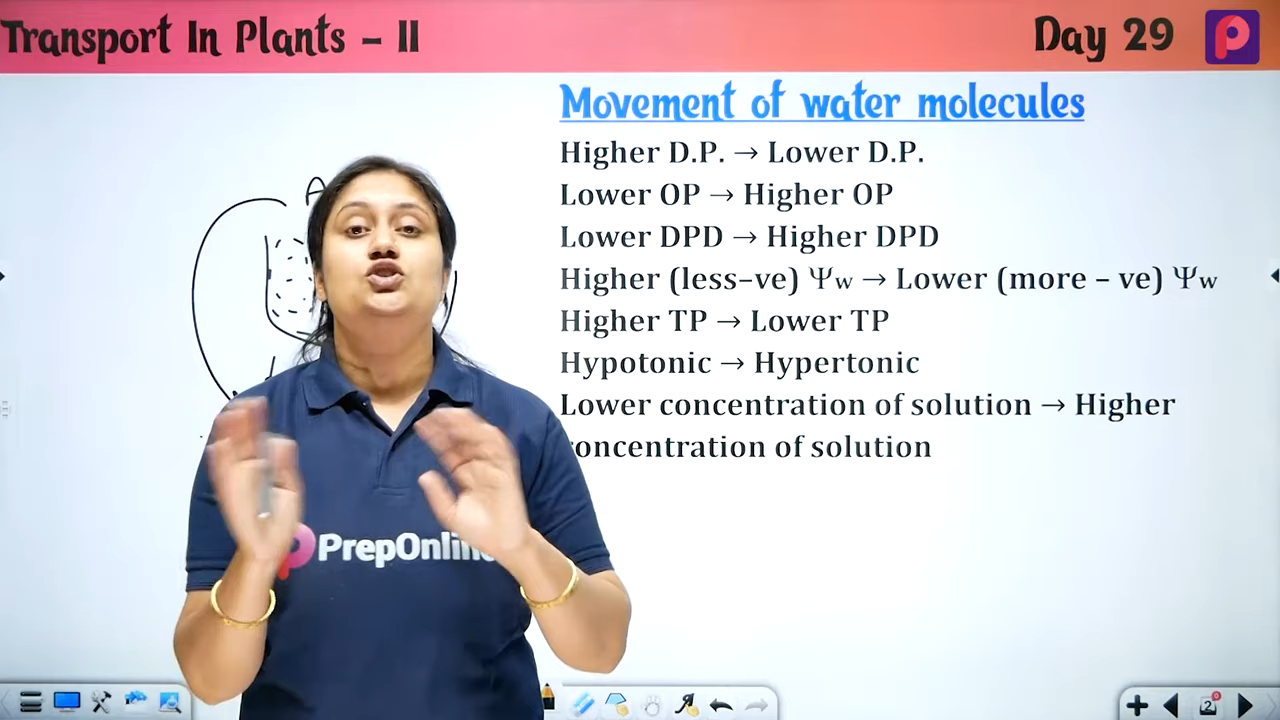 Transport In Plants – II
Day 29
Movement of water molecules
Higher D.P. → Lower D.P.
Lower OP → Higher OP
Lower DPD → Higher DPD
Higher (less–ve) Ψw → Lower (more – ve) Ψw
Higher TP → Lower TP
Hypotonic → Hypertonic
Lower concentration of solution → Higher
concentration of solution
A
PrepOnline
2